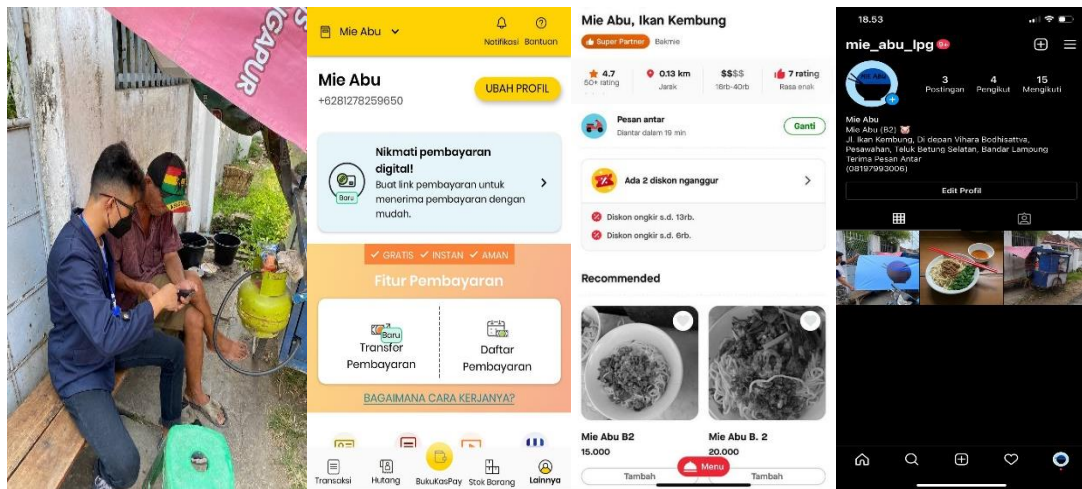 NGAPUR
Mie Abu
Notifikasi
Bantuan
Mie Abu
+6281278259650
UBAH PROFIL
Nikmati pembayaran
digital!
Buat link pembayaran untuk
menerima pembayaran dengan
mudah.
Baru
✓ GRATIS ✓ INSTAN ✓ AMAN
Fitur Pembayaran
Baru
Transfer
Pembayaran
Daftar
Pembayaran
BAGAIMANA CARA KERJANYA?
Transaksi
Hutang
BukuKasPay
Stok Barang
Lainnya
Mie Abu, Ikan Kembung
Super Partner
Bakmie
4.7
50+ rating
0.13 km
Jarak
$$$$
16rb-40rb
7 rating
Rasa enak
Pesan antar
Diantar dalam 19 min
Ganti
Ada 2 diskon nganggur
Diskon ongkir s.d. 13rb.
Diskon ongkir s.d. 6rb.
Recommended
Mie Abu B2
15.000
Tambah
Mie Abu B. 2
20.000
Tambah
Menu
18.53
mie_abu_lpg 9+
MIE ABU
3
Postingan
4
Pengikut
15
Mengikuti
Mie Abu
Mie Abu (B2)
Jl. Ikan Kembung, Di depan Vihara Bodhisattva,
Pesawahan, Teluk Betung Selatan, Bandar Lampung
Terima Pesan Antar
(08197993006)
Edit Profil